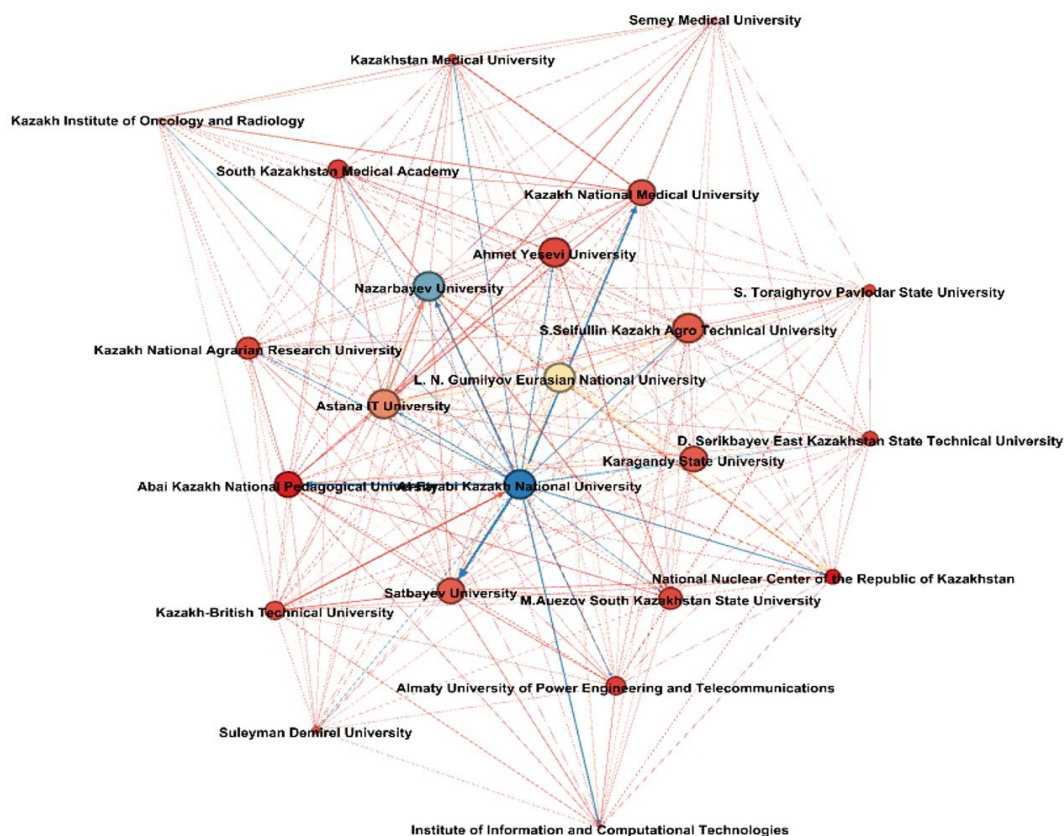 Semey Medical University
Kazakhstan Medical University
Kazakh Institute of Oncology and Radiology
South Kazakhstan Medical Academy
Kazakh National Medical University
Ahmet Yesevi University
Nazarbayev University
S. Toraighyrov Pavlodar State University
S.Seifullin Kazakh Agro Technical University
Kazakh National Agrarian Research University
L. N. Gumilyov Eurasian National University
Astana IT University
D. Serikbayev East Kazakhstan State Technical University
Karagandy State University
Abai Kazakh National Pedagogical University
Al-Farabi Kazakh National University
National Nuclear Center of the Republic of Kazakhstan
Satbayev University
M.Auezov South Kazakhstan State University
Kazakh-British Technical University
Almaty University of Power Engineering and Telecommunications
Suleyman Demirel University
Institute of Information and Computational Technologies